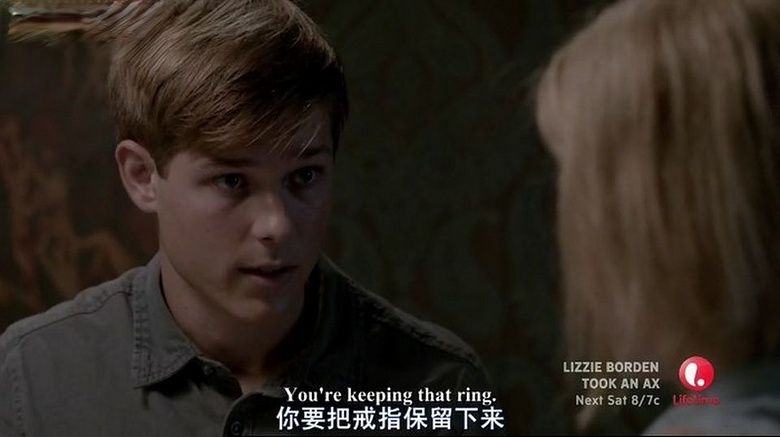 LIZZIE BORDEN
TOOK AN AX
Next Sat 8/7c
Lifetime
You're keeping that ring.
你要把戒指保留下来